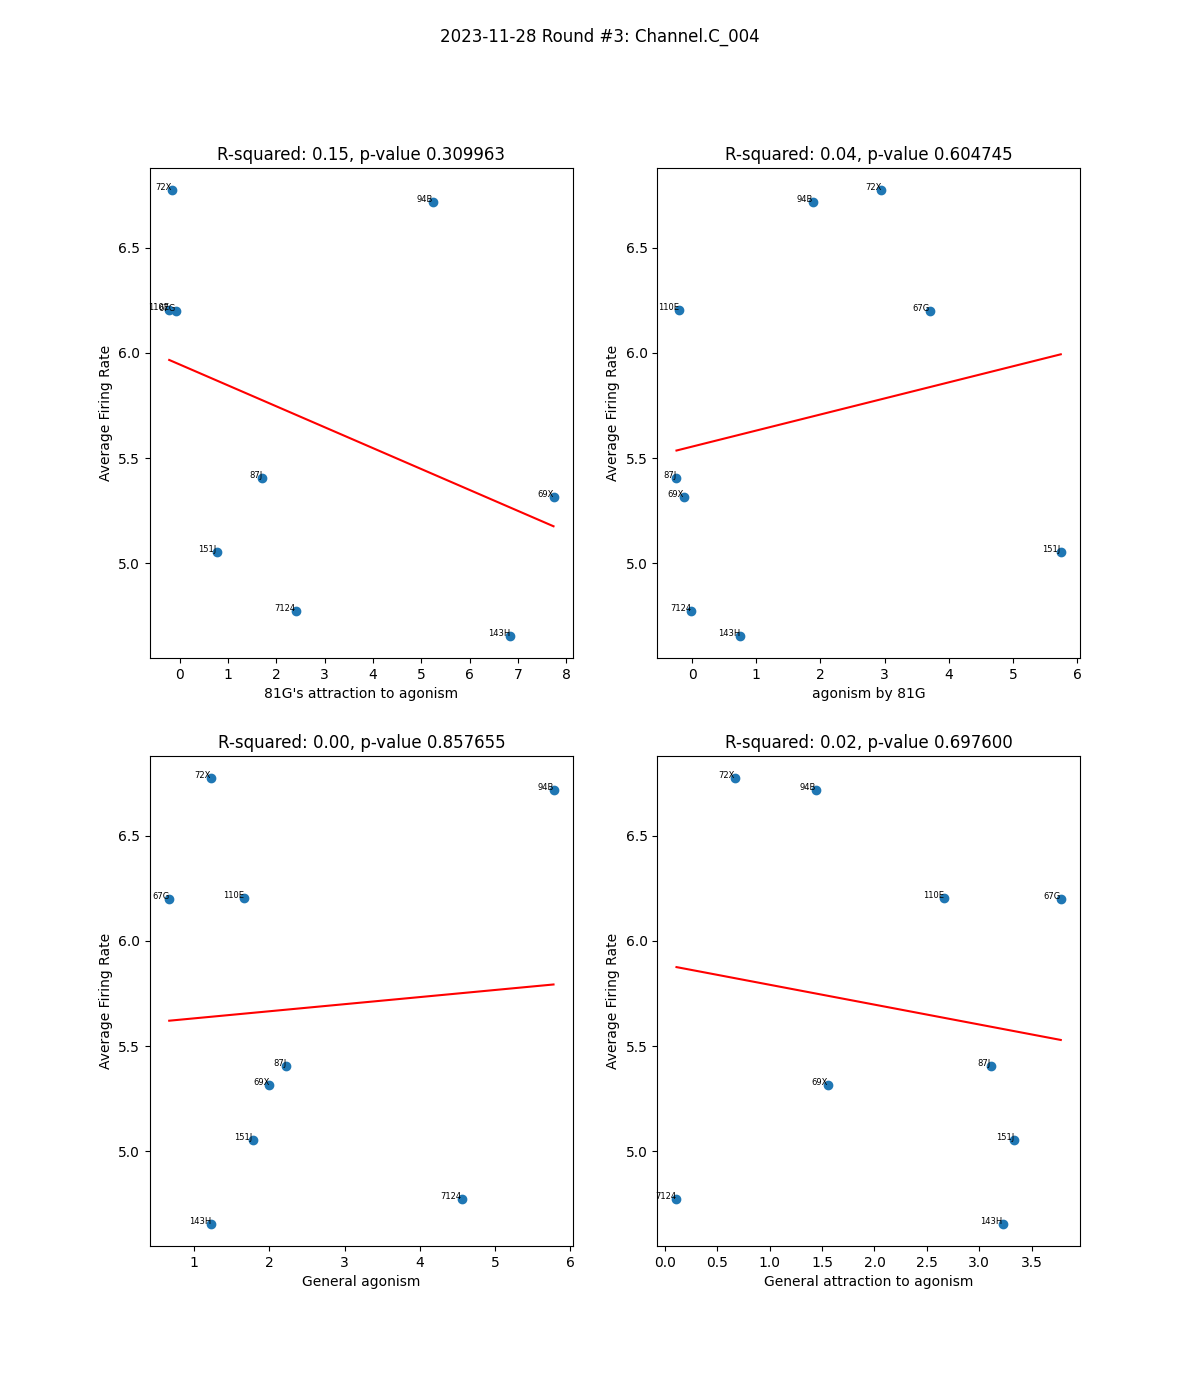 2023-11-28 Round #3: Channel.C_004
R-squared: 0.15, p-value 0.309963
72X
94B
67G
87J
69X
151J
7124
143H
6.5
6.0
5.5
5.0
Average Firing Rate
0 1 2 3 4 5 6 7 8
81G's attraction to agonism
R-squared: 0.04, p-value 0.604745
72X
94B
110E
67G
87J
69X
151J
7124
143H
6.5
6.0
5.5
5.0
Average Firing Rate
0 1 2 3 4 5 6
agonism by 81G
R-squared: 0.00, p-value 0.857655
72X
94B
67G
110E
87J
69X
151J
7124
143H
6.5
6.0
5.5
5.0
Average Firing Rate
1 2 3 4 5 6
General agonism
R-squared: 0.02, p-value 0.697600
72X
94B
110E
67G
87J
69X
151J
7124
143H
6.5
6.0
5.5
5.0
Average Firing Rate
0.0 0.5 1.0 1.5 2.0 2.5 3.0 3.5
General attraction to agonism